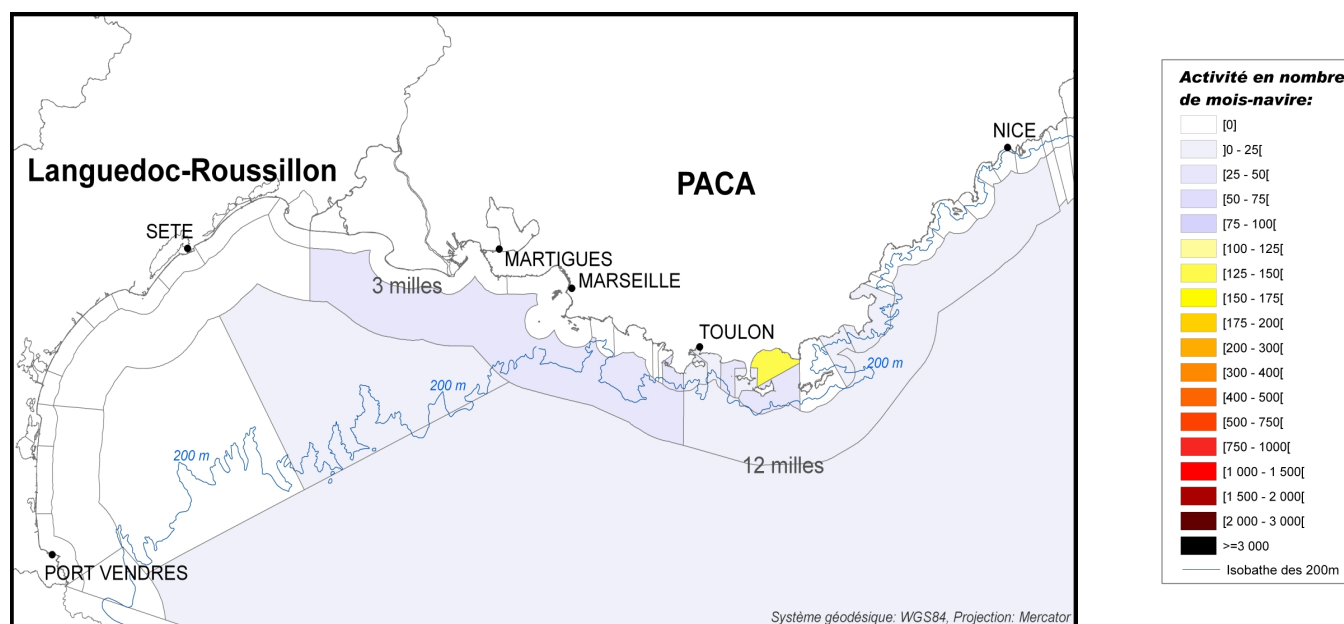 Languedoc-Roussillon
PACA
NICE
SETE
MARTIGUES
3 milles
MARSEILLE
TOULON
200 m
200 m
200 m
12 milles
PORT VENDRES
Système géodésique: WGS84, Projection: Mercator
Activité en nombre
de mois-navire:
[0]
]0 - 25[
[25 - 50[
[50 - 75[
[75 - 100[
[100 - 125[
[125 - 150[
[150 - 175[
[175 - 200[
[200 - 300[
[300 - 400[
[400 - 500[
[500 - 750[
[750 - 1000[
[1 000 - 1 500[
[1 500 - 2 000[
[2 000 - 3 000[
>=3 000
Isobathe des 200m